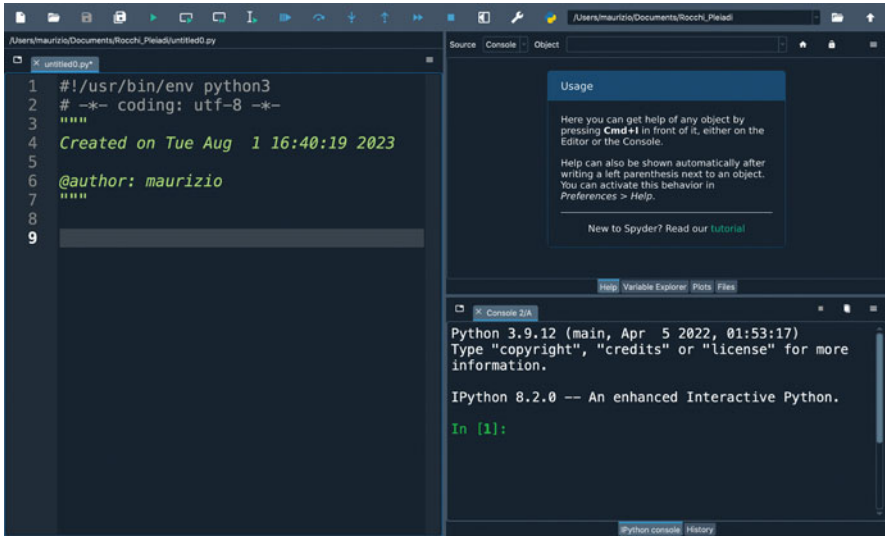 /Users/maurizio/Documents/Rocchi_Pleiadi
/Users/maurizio/Documents/Rocchi_Pleiadi/untitled0.py
untitled0.py*
1 #!/usr/bin/env python3
2 # -*- coding: utf-8 -*-
3 """
4 Created on Tue Aug  1 16:40:19 2023
5
6 @author: maurizio
7 """
8
9
Source Console Object
Usage
Here you can get help of any object by
pressing Cmd+I in front of it, either on the
Editor or the Console.
Help can also be shown automatically after
writing a left parenthesis next to an object.
You can activate this behavior in
Preferences > Help.
New to Spyder? Read our tutorial
Help Variable Explorer Plots Files
Console 2/A
Python 3.9.12 (main, Apr  5 2022, 01:53:17)
Type "copyright", "credits" or "license" for more
information.
IPython 8.2.0 -- An enhanced Interactive Python.
In [1]:
IPython console History